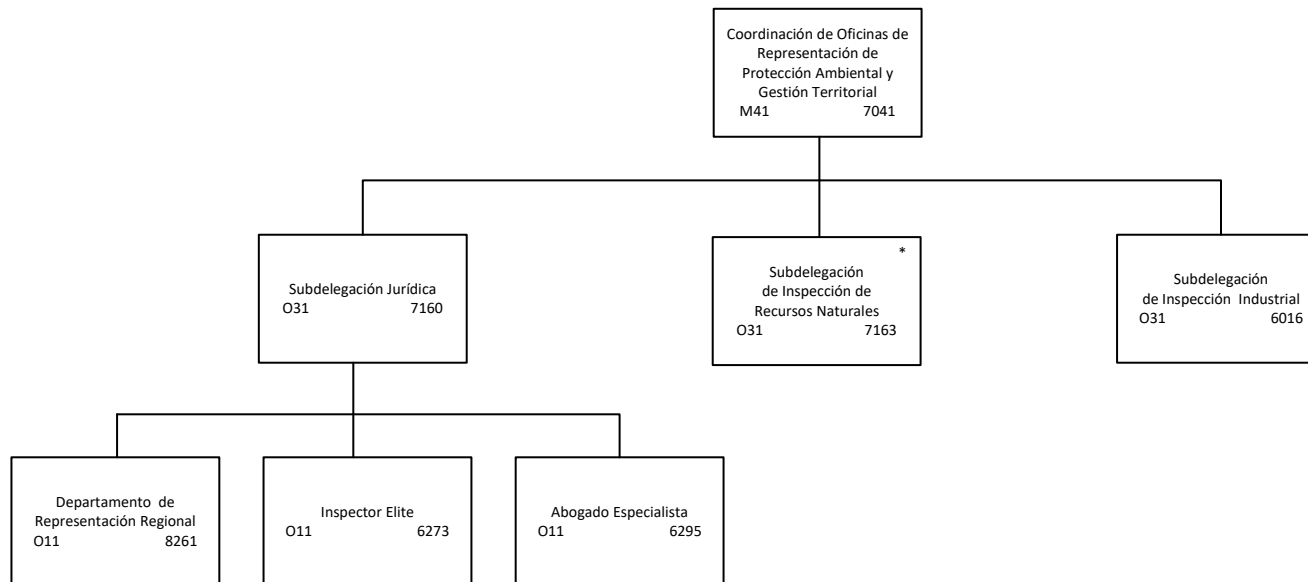 Coordinación de Oficinas de
Representación de
Protección Ambiental y
Gestión Territorial
M41 7041
Subdelegación Jurídica
O31 7160
*
Subdelegación
de Inspección de
Recursos Naturales
O31 7163
Subdelegación
de Inspección Industrial
O31 6016
Departamento de
Representación Regional
O11 8261
Inspector Elite
O11 6273
Abogado Especialista
O11 6295